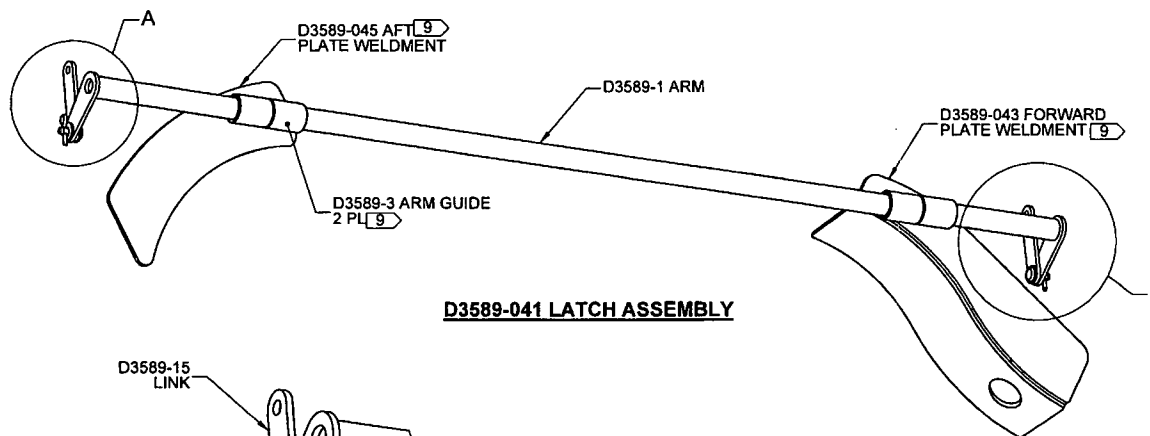 A
D3589-045 AFT 9
PLATE WELDMENT
D3589-1 ARM
D3589-043 FORWARD
PLATE WELDMENT 9
D3589-3 ARM GUIDE
2 PL 9
D3589-041 LATCH ASSEMBLY
D3589-15
LINK